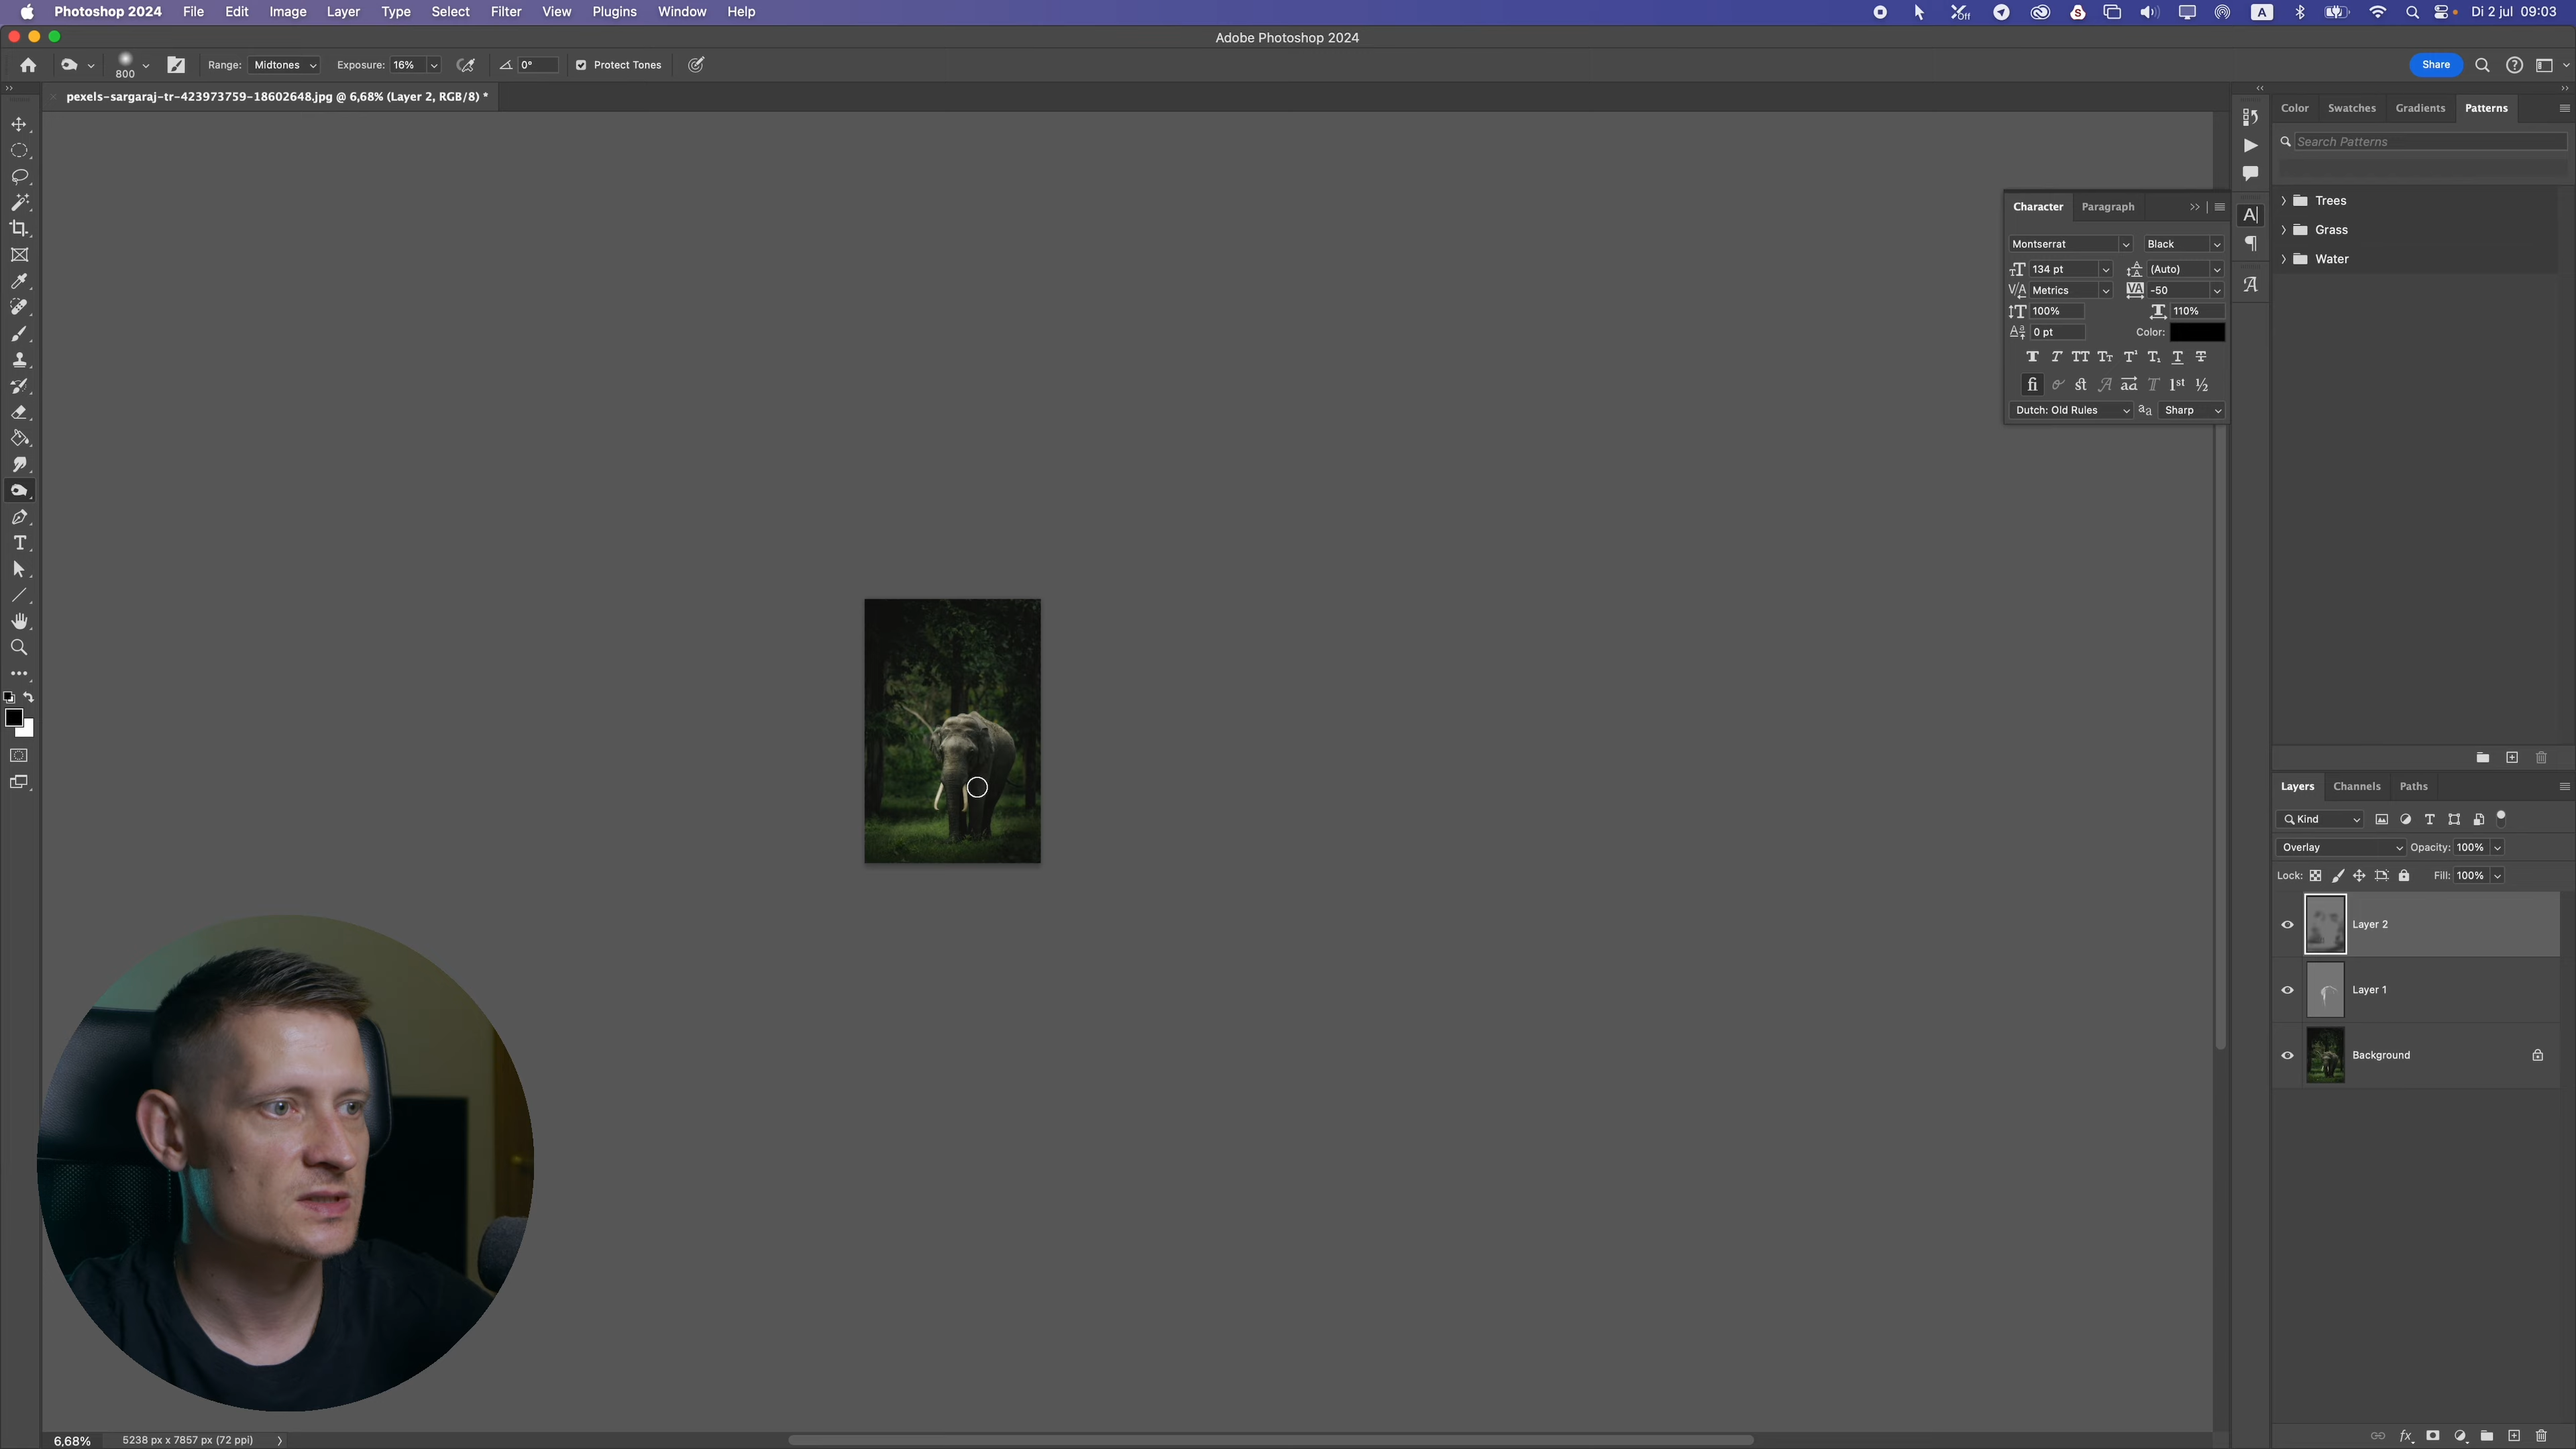 Photoshop 2024 File Edit Image Layer Type Select Filter View Plugins Window Help
Off A Di 2 jul 09:03
Adobe Photoshop 2024
800 Range: Midtones Exposure: 16% 0° Protect Tones Share
pexels-sargaraj-tr-423973759-18602648.jpg @ 6,68% (Layer 2, RGB/8) *
Color Swatches Gradients Patterns
Search Patterns
Trees
Grass
Water
Character Paragraph
Montserrat Black
134 pt (Auto)
Metrics -50
100% 110%
0 pt Color:
Dutch: Old Rules aa Sharp
Layers Channels Paths
Kind
Overlay Opacity: 100%
Lock: Fill: 100%
Layer 2
Layer 1
Background
6,68% 5238 px x 7857 px (72 ppi)